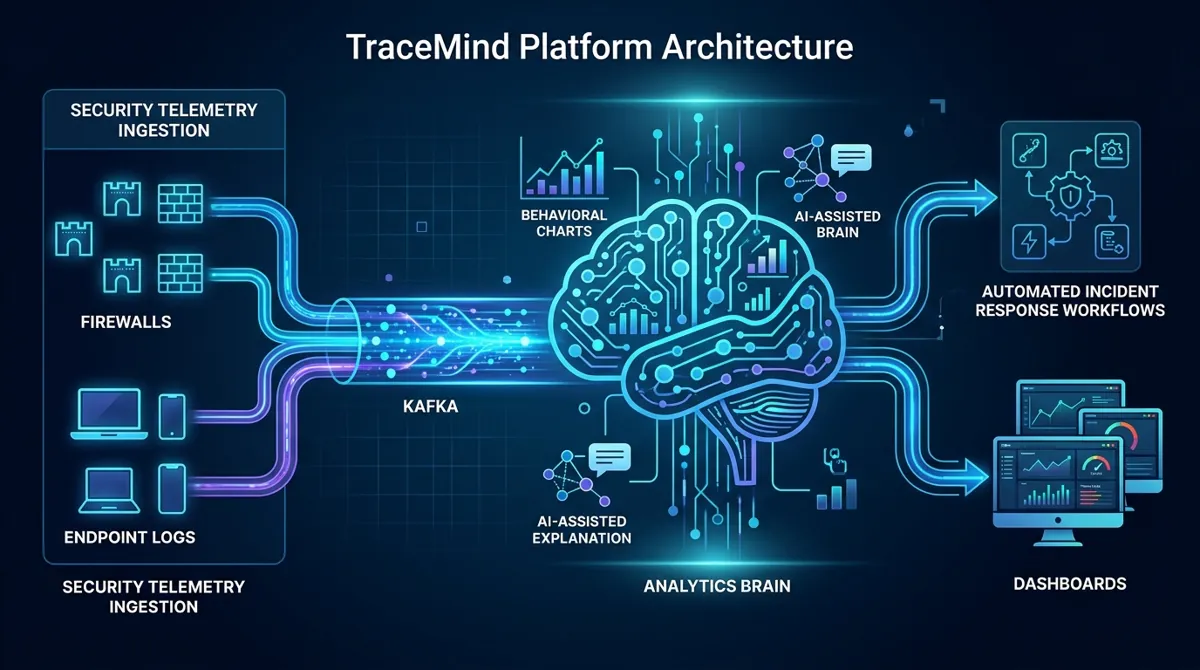 TraceMind Platform Architecture
SECURITY TELEMETRY
INGESTION
FIREWALLS
ENDPOINT LOGS
SECURITY TELEMETRY
INGESTION
KAFKA
BEHAVIORAL
CHARTS
AI-ASSISTED
BRAIN
AI-ASSISTED
EXPLANATION
ANALYTICS BRAIN
AUTOMATED INCIDENT
RESPONSE WORKFLOWS
DASHBOARDS